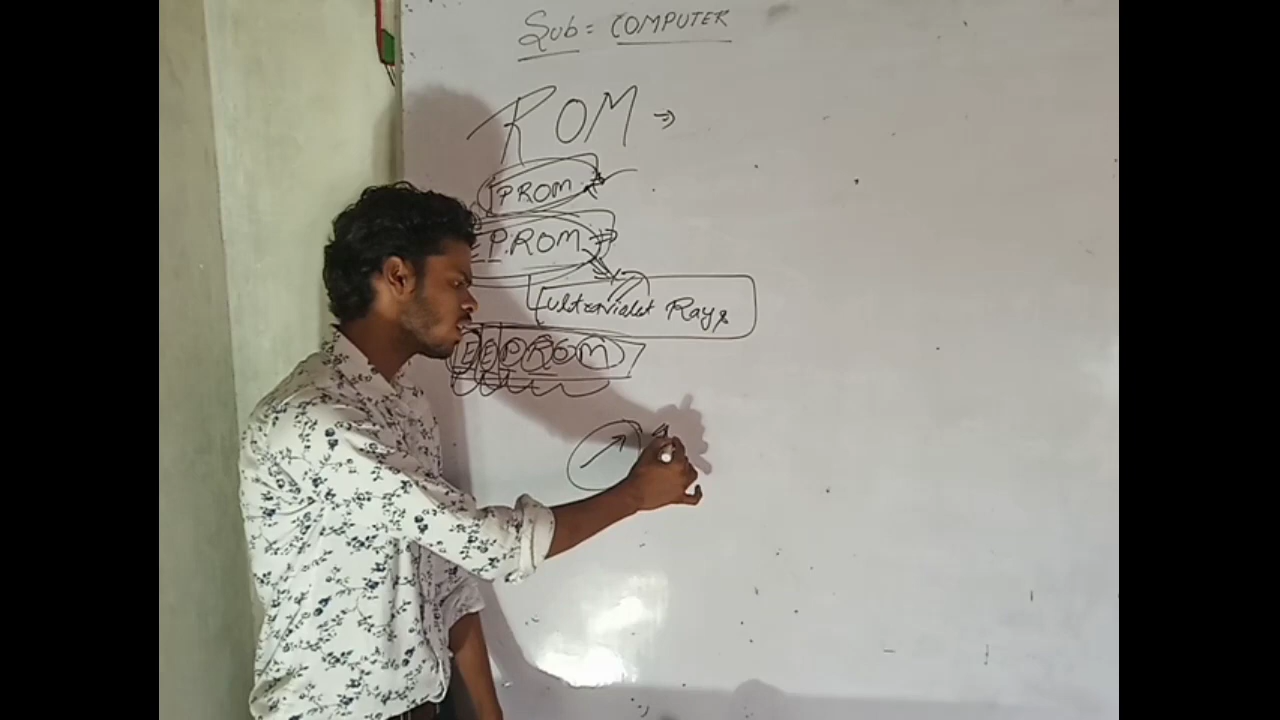 Sub = COMPUTER
ROM ⇒
PROM
EPROM ⇒
ultraviolet Rays
EEPROM